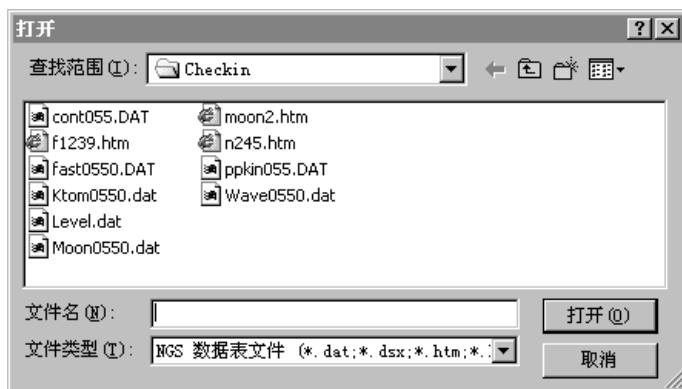 打开
查找范围(I): Checkin
cont055.DAT moon2.htm
f1239.htm n245.htm
fast0550.DAT ppkin055.DAT
Ktom0550.dat Wave0550.dat
Level.dat
Moon0550.dat
文件名(N): 打开(O)
文件类型(T): NGS 数据表文件 (*.dat;*.dsx;*.htm;*. 取消